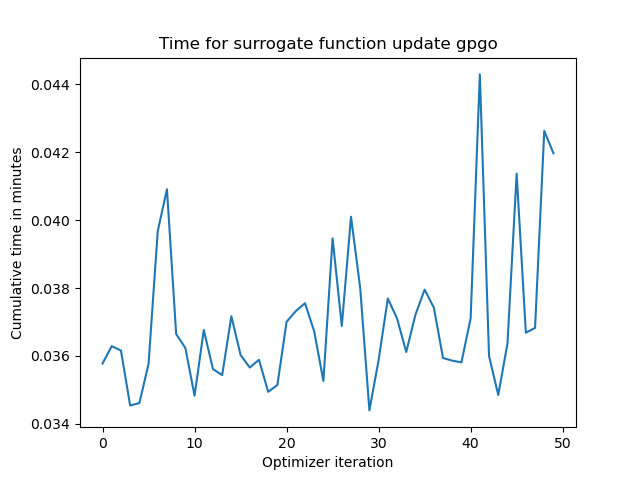 Time for surrogate function update gpgo
Cumulative time in minutes
0.044
0.042
0.040
0.038
0.036
0.034
0 10 20 30 40 50
Optimizer iteration